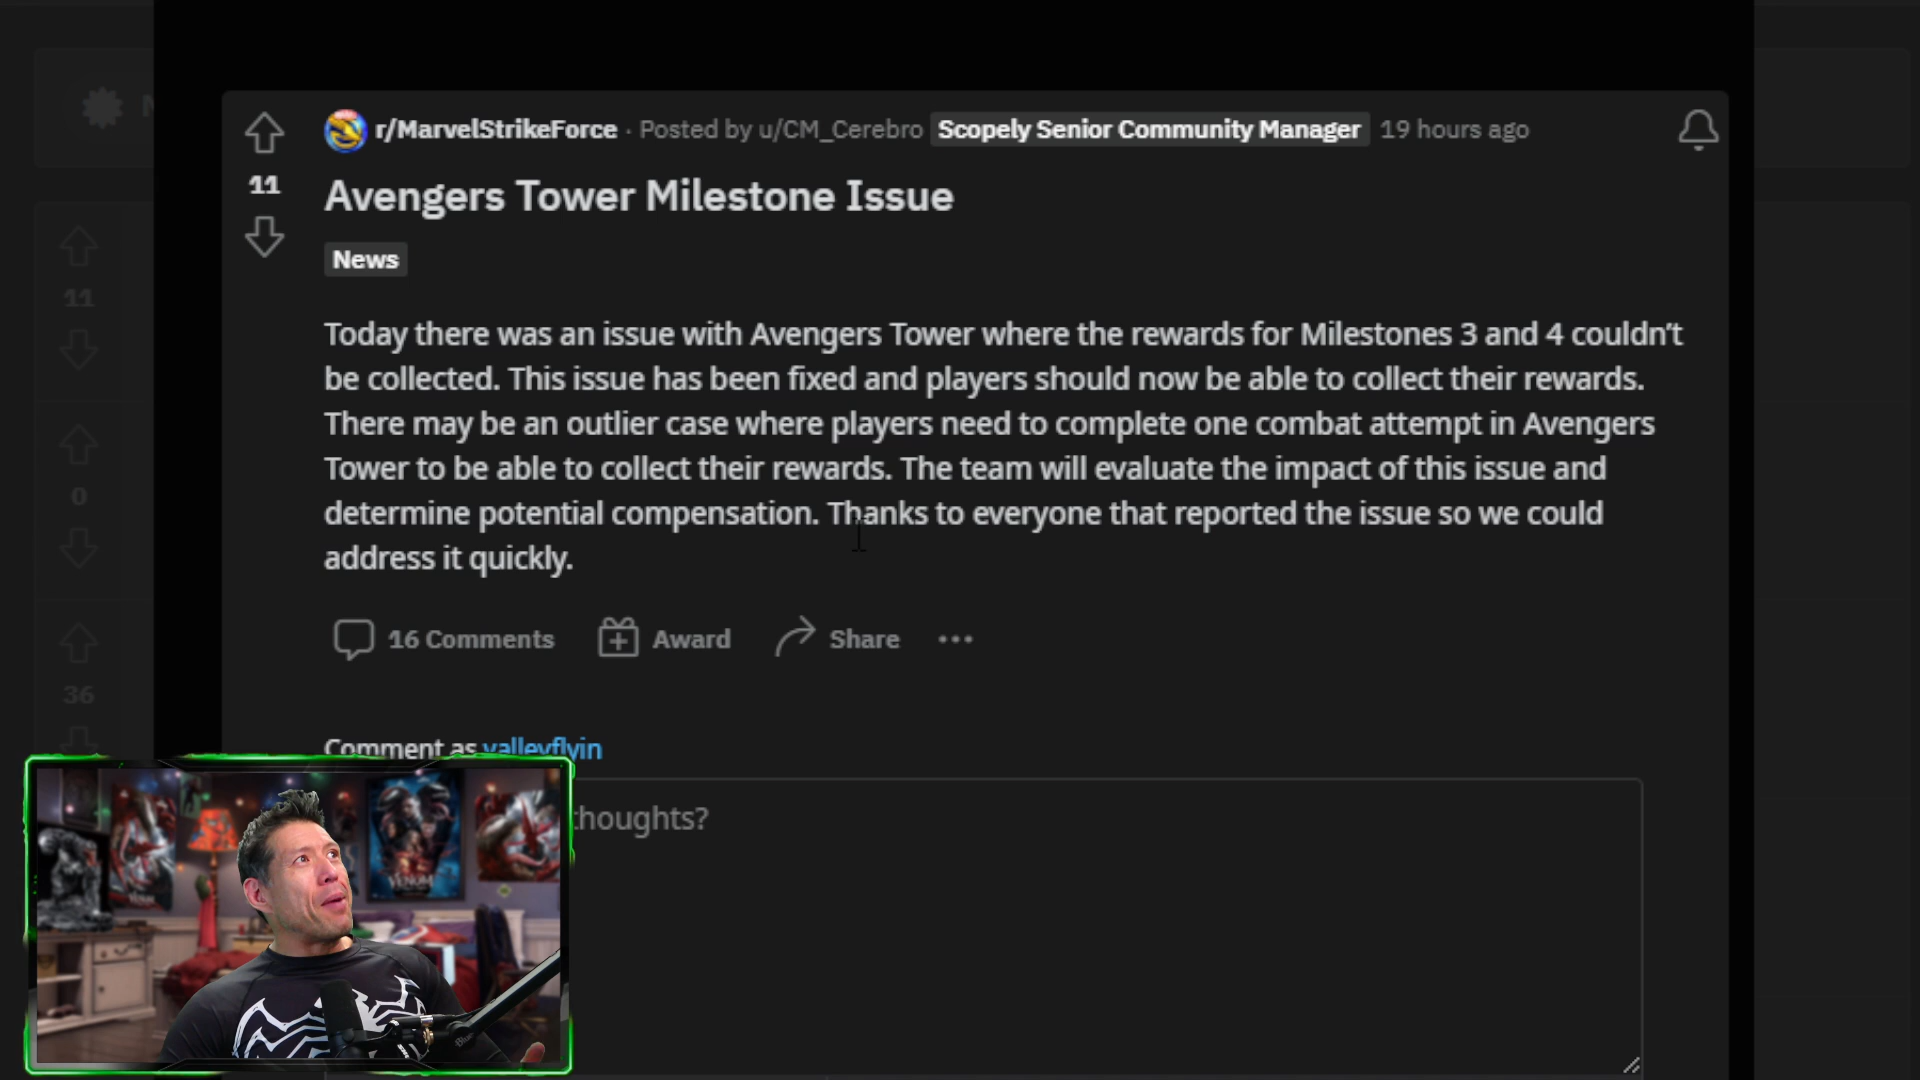 r/MarvelStrikeForce · Posted by u/CM_Cerebro Scopely Senior Community Manager 19 hours ago
11
Avengers Tower Milestone Issue
News
Today there was an issue with Avengers Tower where the rewards for Milestones 3 and 4 couldn’t
be collected. This issue has been fixed and players should now be able to collect their rewards.
There may be an outlier case where players need to complete one combat attempt in Avengers
Tower to be able to collect their rewards. The team will evaluate the impact of this issue and
determine potential compensation. Thanks to everyone that reported the issue so we could
address it quickly.
16 Comments Award Share
Comment as valleyflyin
thoughts?
11
0
36
VENOM